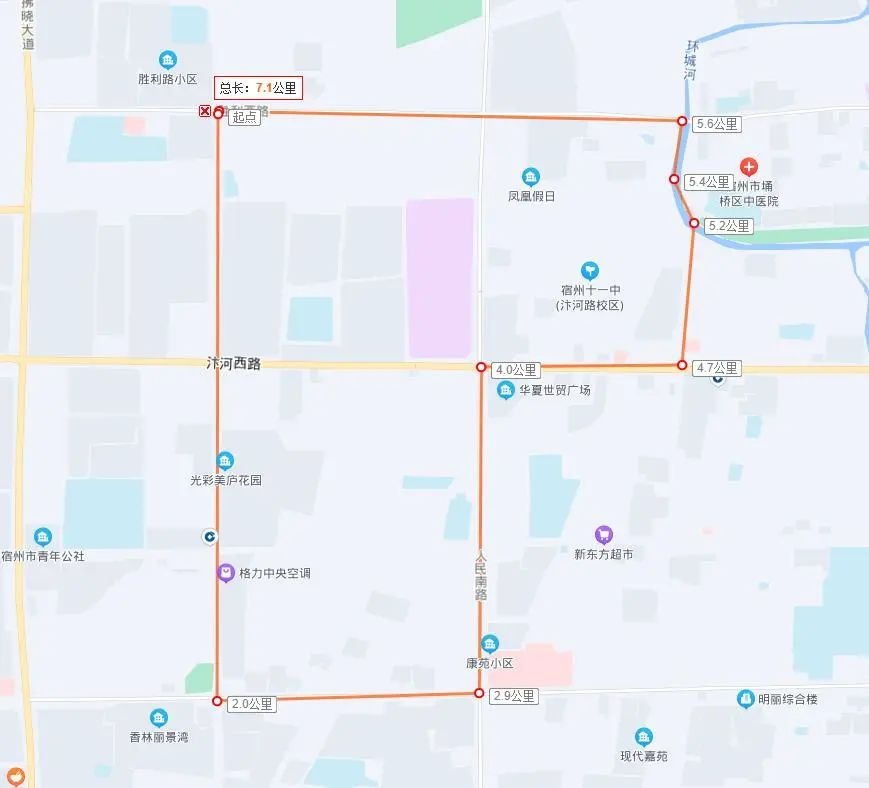 拂晓大道
环城河
胜利路小区
总长：7.1公里
胜利西路
起点
5.6公里
5.4公里
宿州市埇
桥区中医院
凤凰假日
5.2公里
宿州十一中
(汴河路校区)
汴河西路
4.0公里
4.7公里
华夏世贸广场
光彩美庐花园
宿州市青年公社
新东方超市
格力中央空调
人民南路
康苑小区
2.0公里
2.9公里
明丽综合楼
香林丽景湾
现代嘉苑